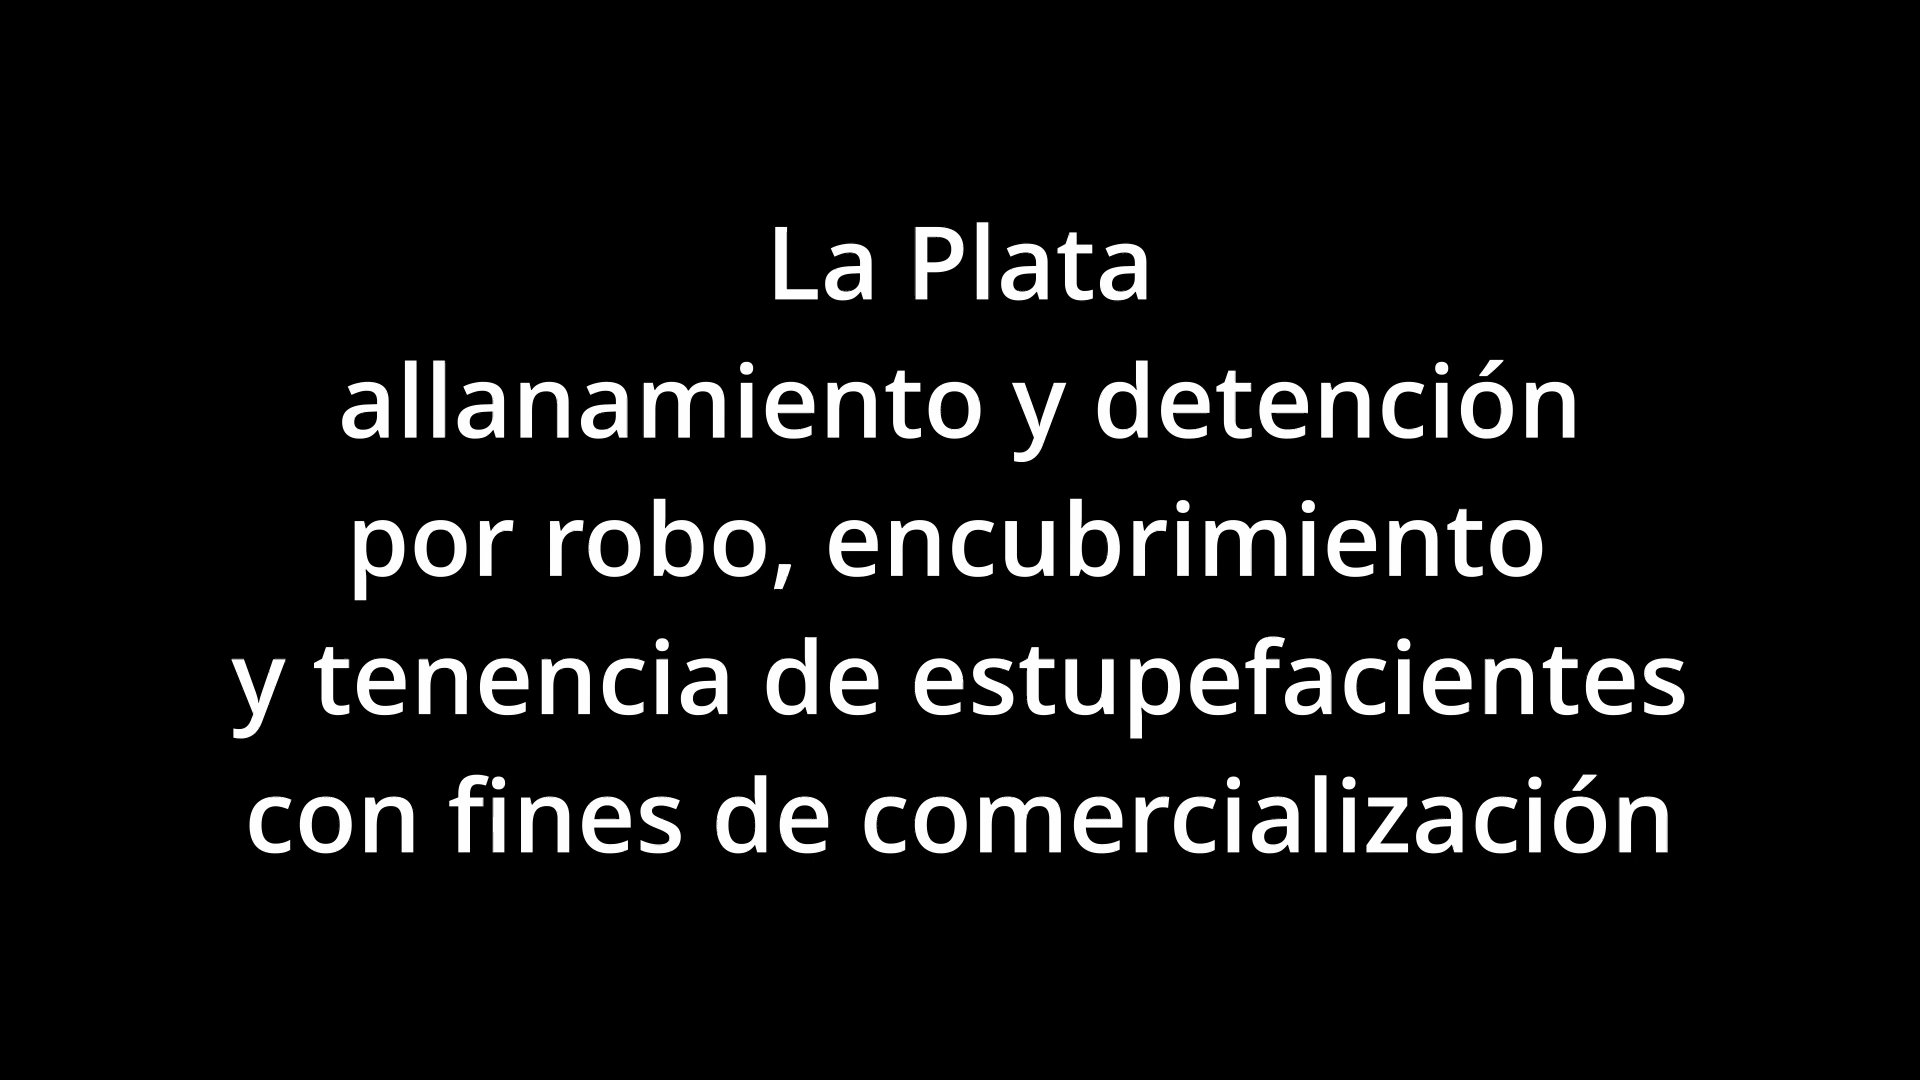 La Plata
allanamiento y detención
por robo, encubrimiento
y tenencia de estupefacientes
con fines de comercialización